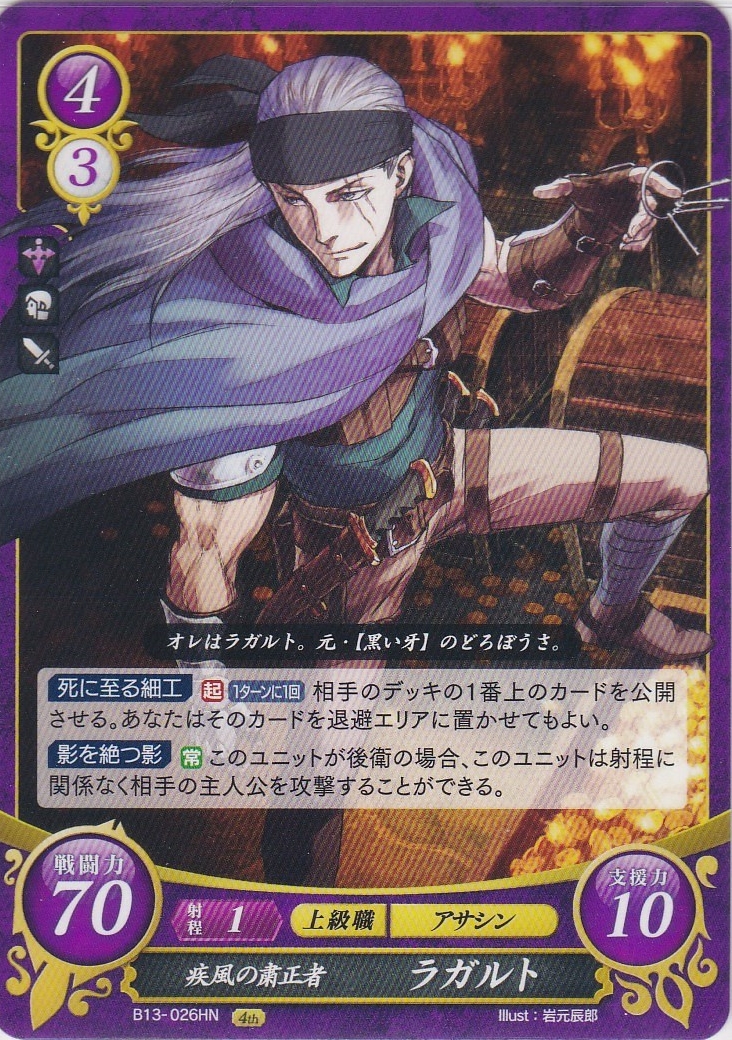 4
3
オレはラガルト。元・【黒い牙】のどろぼうさ。
死に至る細工 起 1ターンに1回 相手のデッキの1番上のカードを公開
させる。あなたはそのカードを退避エリアに置かせてもよい。
影を絶つ影 常 このユニットが後衛の場合、このユニットは射程に
関係なく相手の主人公を攻撃することができる。
戦闘力
70
射程 1 上級職 アサシン
支援力
10
疾風の粛正者 ラガルト
B13-026HN 4th Illust:岩元辰郎